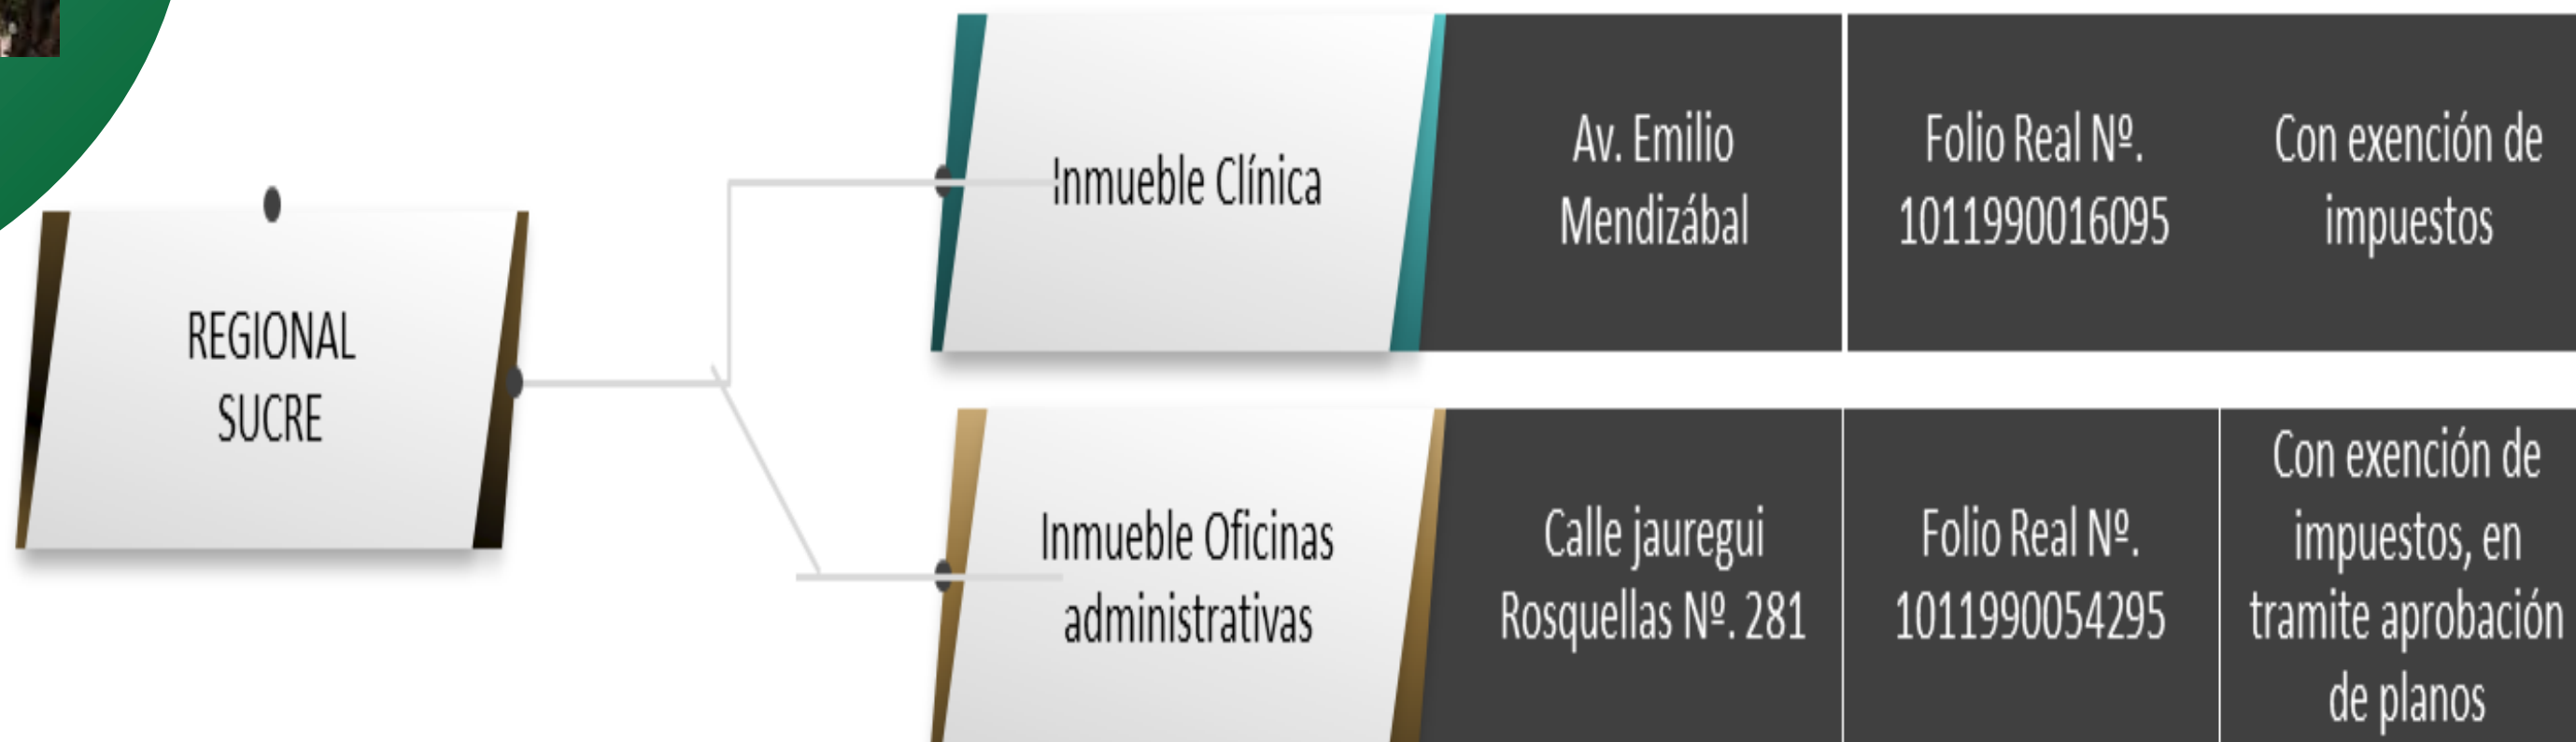 REGIONAL
SUCRE
Inmueble Clínica
Av. Emilio
Mendizábal
Folio Real Nº.
1011990016095
Con exención de
impuestos
Inmueble Oficinas
administrativas
Calle jauregui
Rosquellas Nº. 281
Folio Real Nº.
1011990054295
Con exención de
impuestos, en
tramite aprobación
de planos